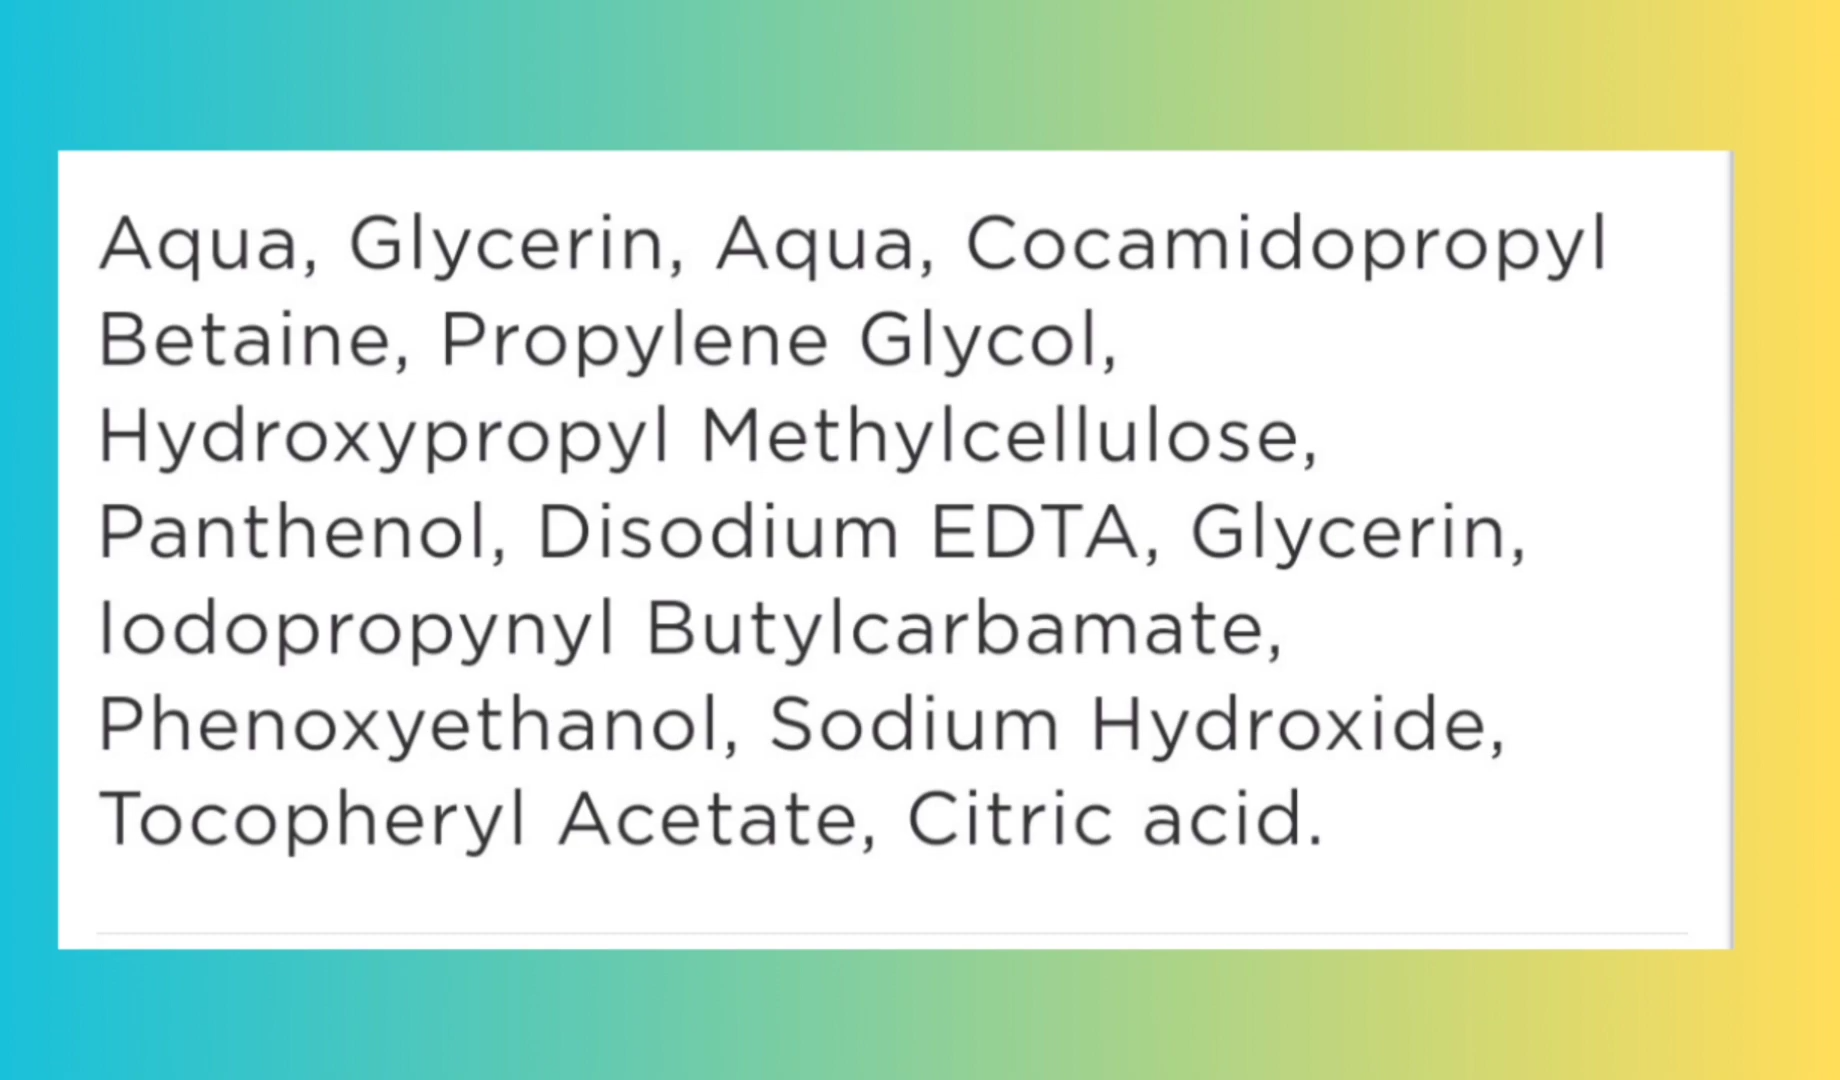 Aqua, Glycerin, Aqua, Cocamidopropyl
Betaine, Propylene Glycol,
Hydroxypropyl Methylcellulose,
Panthenol, Disodium EDTA, Glycerin,
Iodopropynyl Butylcarbamate,
Phenoxyethanol, Sodium Hydroxide,
Tocopheryl Acetate, Citric acid.